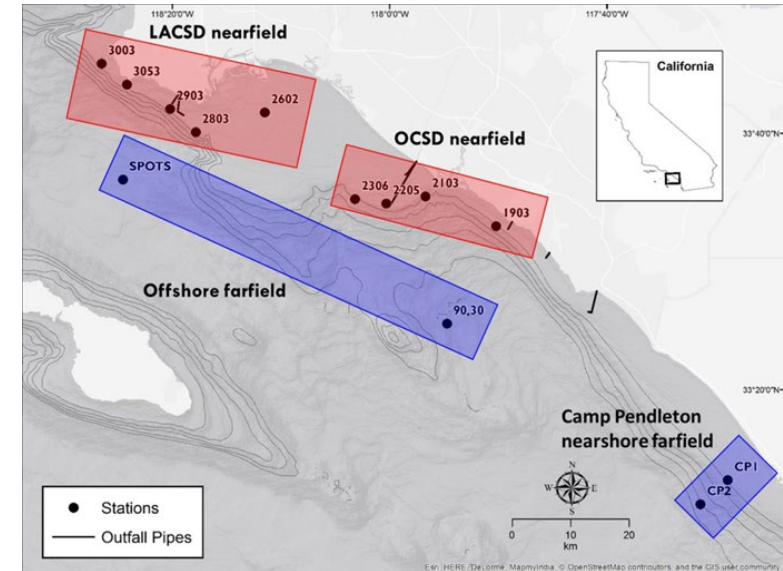 118°20'0"W
118°0'0"W
117°40'0"W
LACSD nearfield
3003
3053
2903
2803
2602
California
OCSD nearfield
33°40'0"N
SPOTS
2306
2205
2103
1903
Offshore farfield
90,30
33°20'0"N
Camp Pendleton
nearshore farfield
CP1
CP2
N
W
E
S
Stations
Outfall Pipes
0
10
20
km
Esri, HERE, DeLorme, MapmyIndia, © OpenStreetMap contributors, and the GIS user community